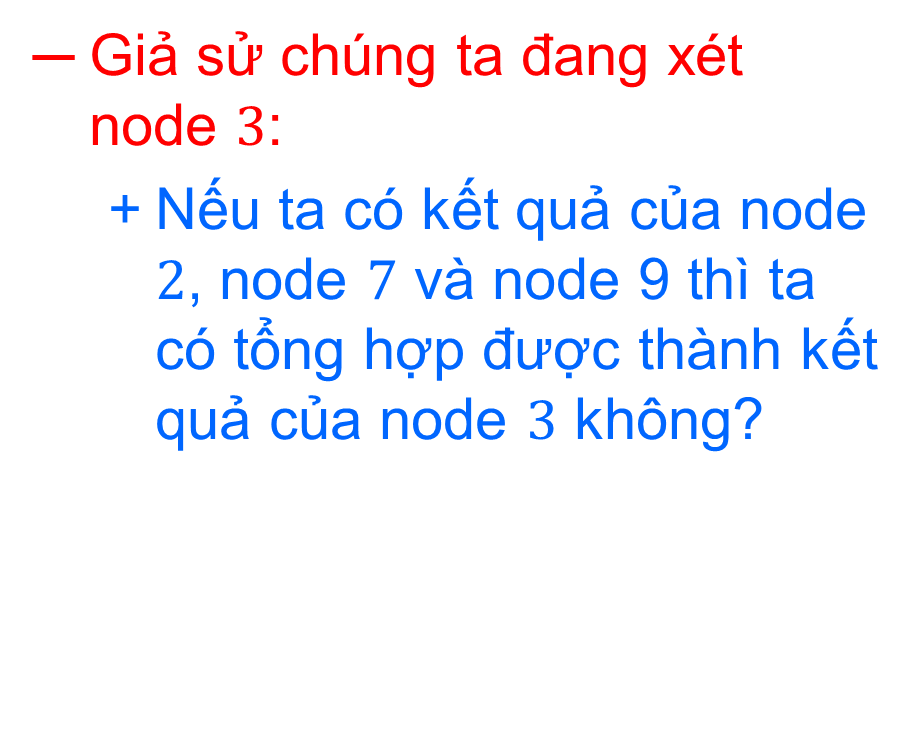 — Giả sử chúng ta đang xét
node 3:
+ Nếu ta có kết quả của node
2, node 7 và node 9 thì ta
có tổng hợp được thành kết
quả của node 3 không?